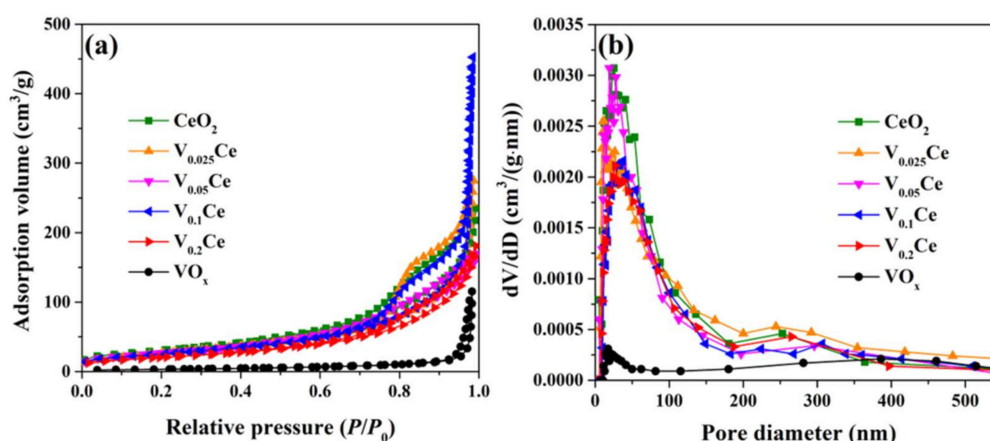 (a)
Adsorption volume (cm³/g)
500
400
300
200
100
0
CeO₂
V₀.₀₂₅Ce
V₀.₀₅Ce
V₀.₁Ce
V₀.₂Ce
VOₓ
0.0 0.2 0.4 0.6 0.8 1.0
Relative pressure (P/P₀)
(b)
dV/dD (cm³/(g·nm))
0.0035
0.0030
0.0025
0.0020
0.0015
0.0010
0.0005
0.0000
CeO₂
V₀.₀₂₅Ce
V₀.₀₅Ce
V₀.₁Ce
V₀.₂Ce
VOₓ
0 100 200 300 400 500
Pore diameter (nm)